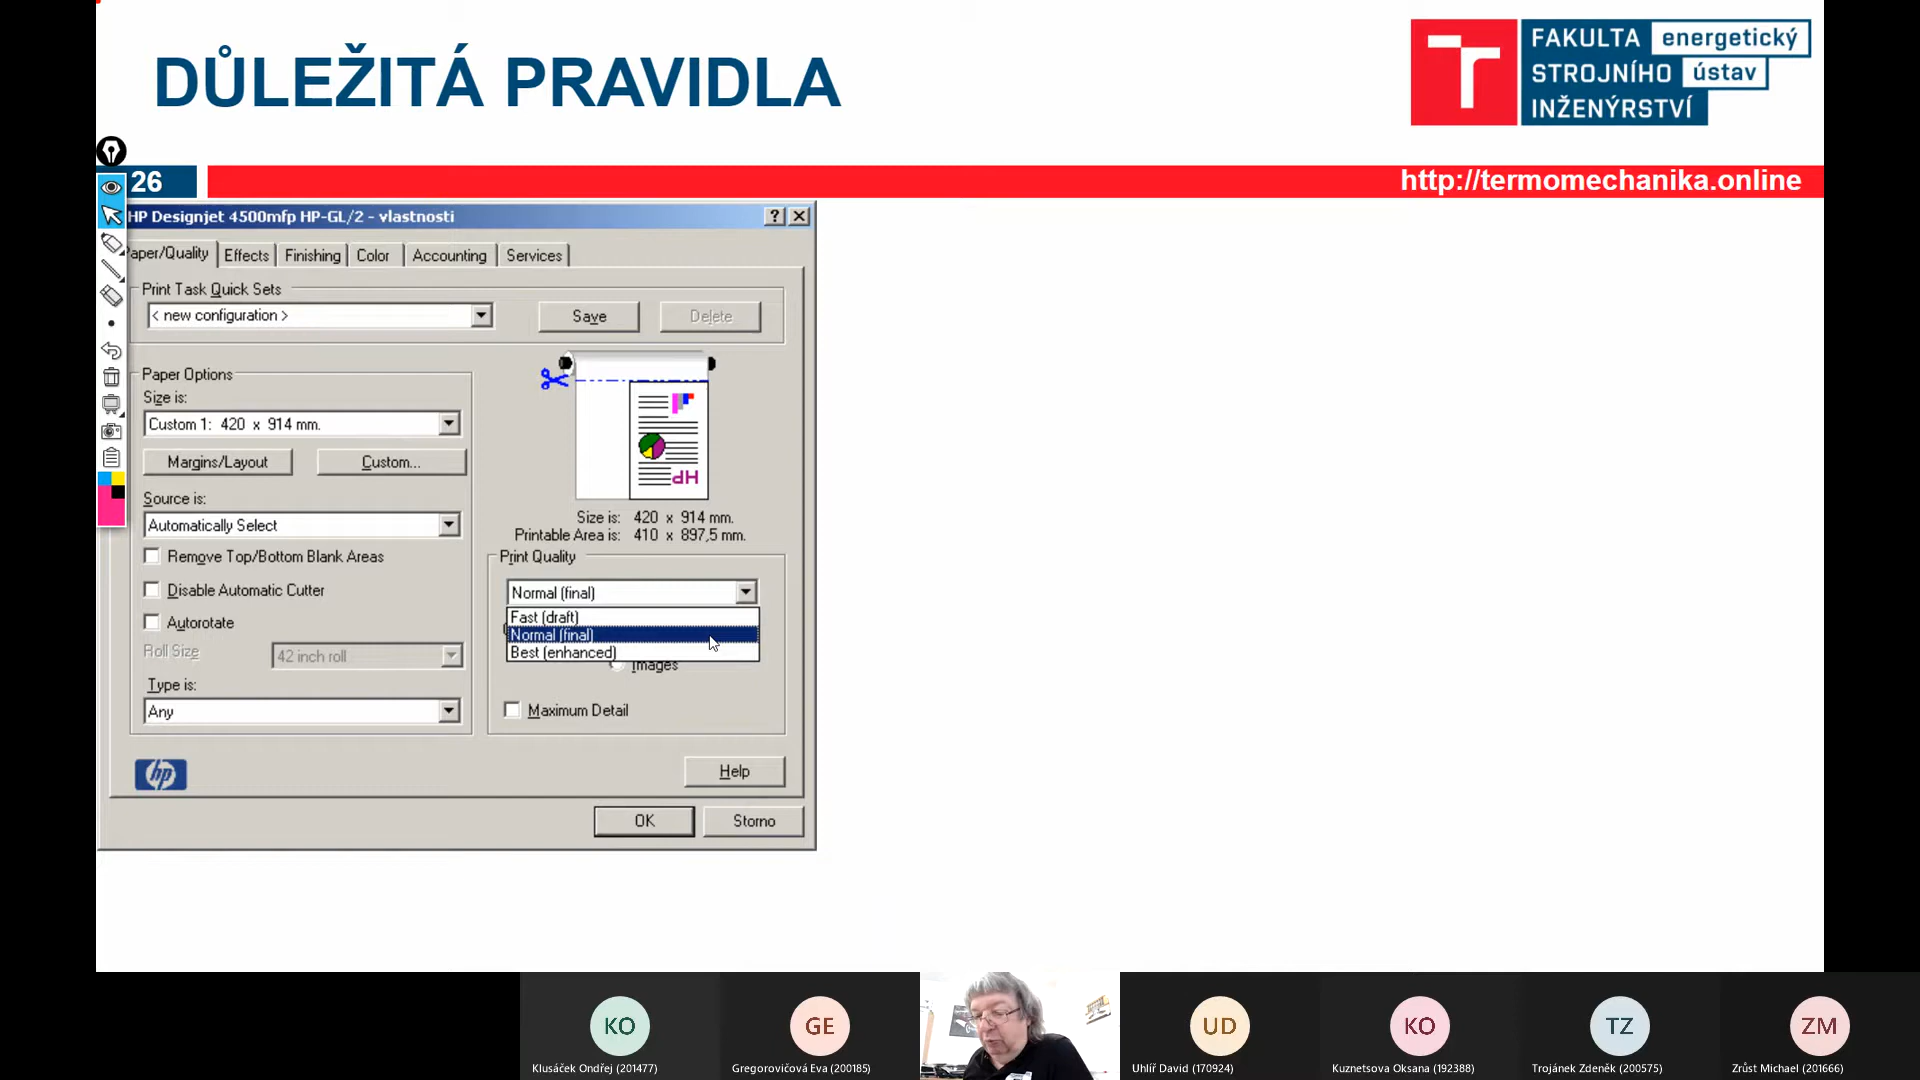 DŮLEŽITÁ PRAVIDLA
FAKULTA energetický
STROJNÍHO ústav
INŽENÝRSTVÍ
26
http://termomechanika.online
HP Designjet 4500mfp HP-GL/2 - vlastnosti
Paper/Quality Effects Finishing Color Accounting Services
Print Task Quick Sets
< new configuration >
Save
Delete
Paper Options
Size is:
Custom 1: 420 x 914 mm.
Margins/Layout
Custom...
Source is:
Automatically Select
Remove Top/Bottom Blank Areas
Disable Automatic Cutter
Autorotate
Roll Size
42 inch roll
Type is:
Any
HP
Size is: 420 x 914 mm.
Printable Area is: 410 x 897,5 mm.
Print Quality
Normal (final)
Fast (draft)
Normal (final)
Best (enhanced)
Images
Maximum Detail
hp
Help
OK
Storno
KO
Klusáček Ondřej (201477)
GE
Gregorovičová Eva (200185)
UD
Uhlíř David (170924)
KO
Kuznetsova Oksana (192388)
TZ
Trojánek Zdeněk (200575)
ZM
Zrůst Michael (201666)